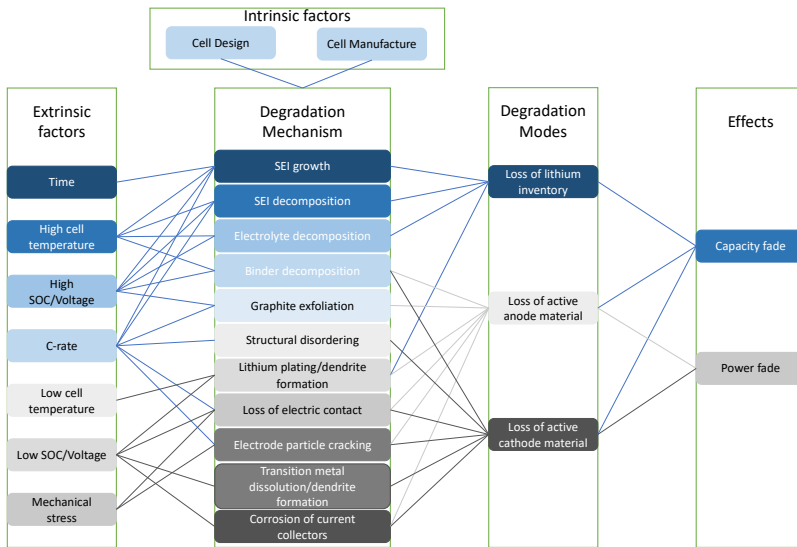 Intrinsic factors
Cell Design
Cell Manufacture
Extrinsic
factors
Time
High cell
temperature
High
SOC/Voltage
C-rate
Low cell
temperature
Low SOC/Voltage
Mechanical
stress
Degradation
Mechanism
SEI growth
SEI decomposition
Electrolyte decomposition
Binder decomposition
Graphite exfoliation
Structural disordering
Lithium plating/dendrite
formation
Loss of electric contact
Electrode particle cracking
Transition metal
dissolution/dendrite
formation
Corrosion of current
collectors
Degradation
Modes
Loss of lithium
inventory
Loss of active
anode material
Loss of active
cathode material
Effects
Capacity fade
Power fade